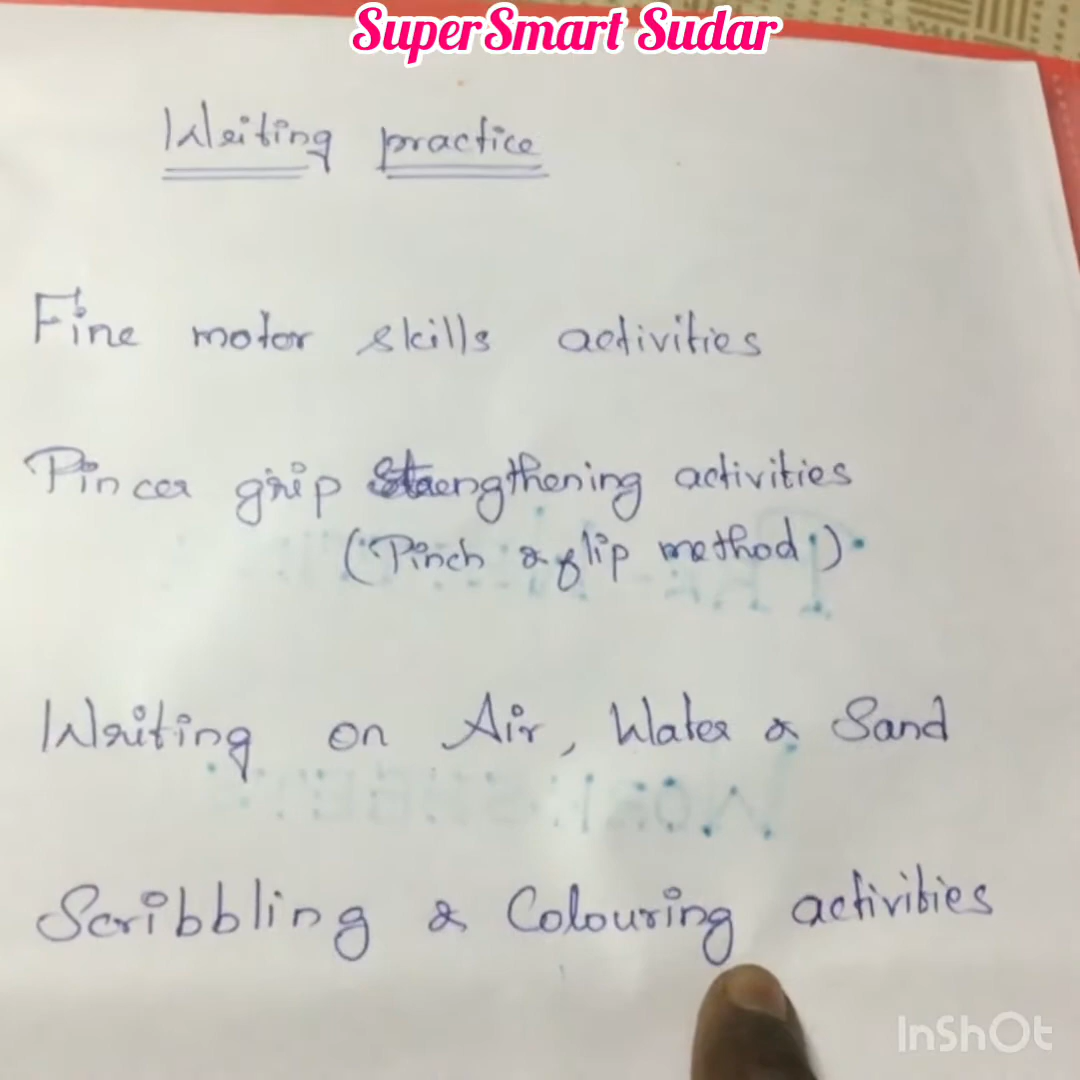 SuperSmart Sudar
Writing practice
Fine motor skills activities
Pincer grip Strengthening activities
("Pinch & flip method")
Writing on Air, Water & Sand
Scribbling & Colouring activities
InShOt